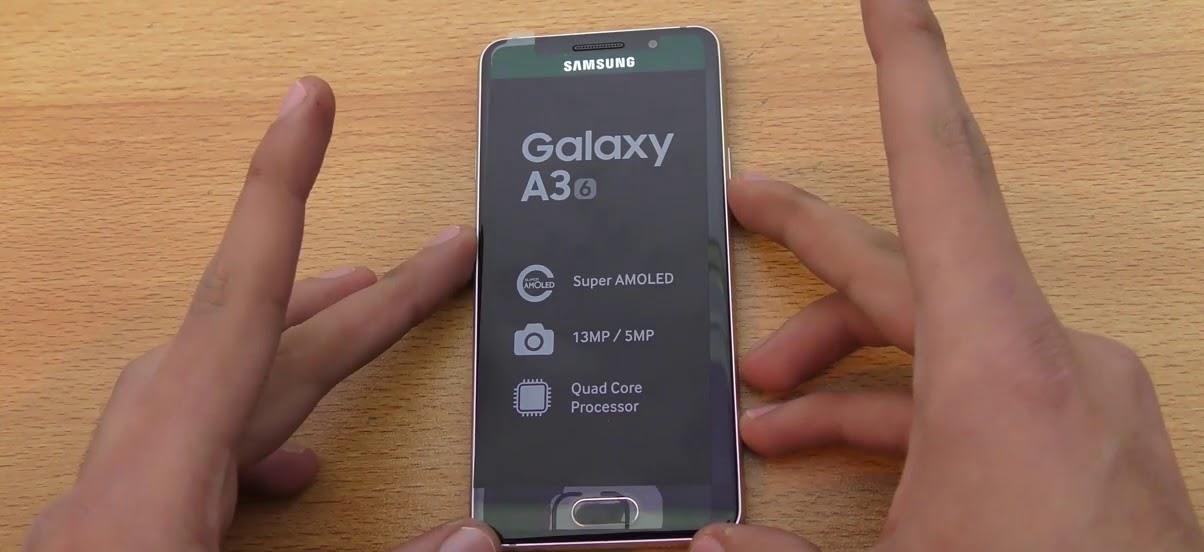 SAMSUNG
Galaxy
A36
SUPER
AMOLED
Super AMOLED
13MP / 5MP
Quad Core
Processor